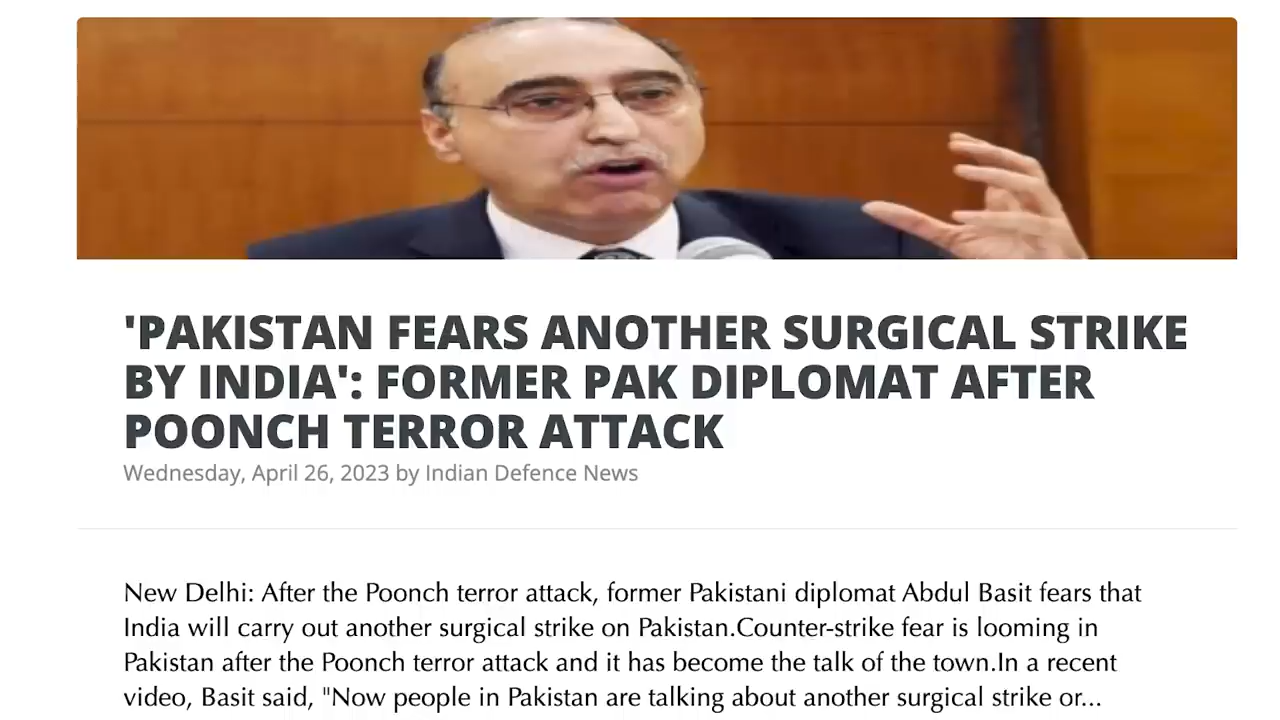 'PAKISTAN FEARS ANOTHER SURGICAL STRIKE
BY INDIA': FORMER PAK DIPLOMAT AFTER
POONCH TERROR ATTACK
Wednesday, April 26, 2023 by Indian Defence News
New Delhi: After the Poonch terror attack, former Pakistani diplomat Abdul Basit fears that
India will carry out another surgical strike on Pakistan.Counter-strike fear is looming in
Pakistan after the Poonch terror attack and it has become the talk of the town.In a recent
video, Basit said, "Now people in Pakistan are talking about another surgical strike or...